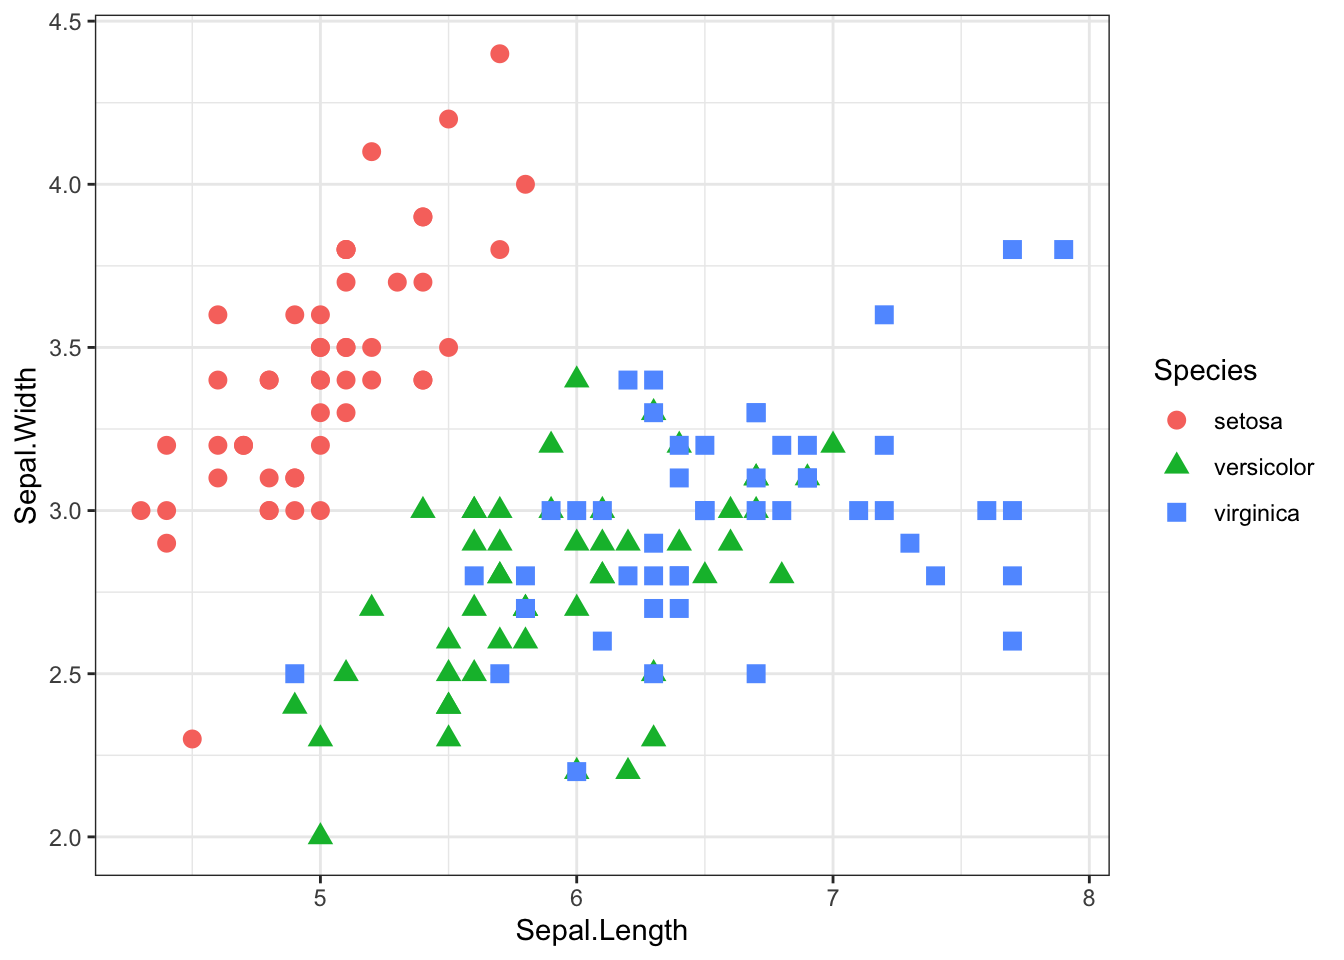 4.5
4.0
3.5
3.0
2.5
2.0
Sepal.Width
5 6 7 8
Sepal.Length
Species
setosa
versicolor
virginica